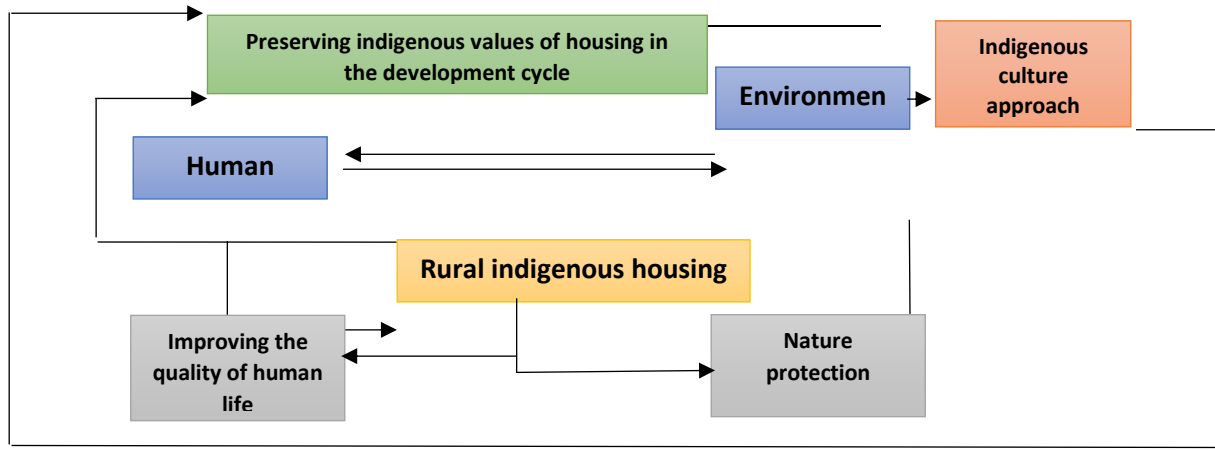 Preserving indigenous values of housing in
the development cycle
Indigenous
culture
approach
Environmen
Human
Rural indigenous housing
Improving the
quality of human
life
Nature
protection